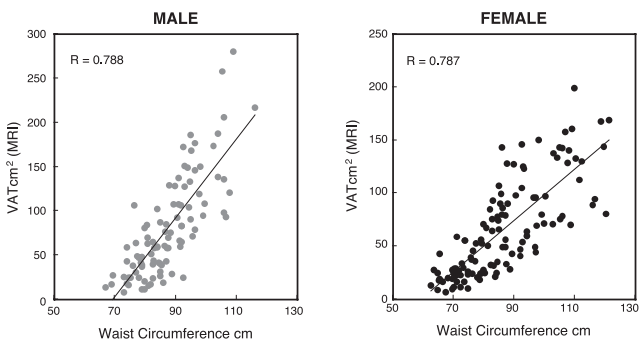 MALE
R = 0.788
VATcm² (MRI)
300
250
200
150
100
50
0
50
70
90
110
130
Waist Circumference cm
FEMALE
R = 0.787
VATcm² (MRI)
250
200
150
100
50
0
50
70
90
110
130
Waist Circumference cm